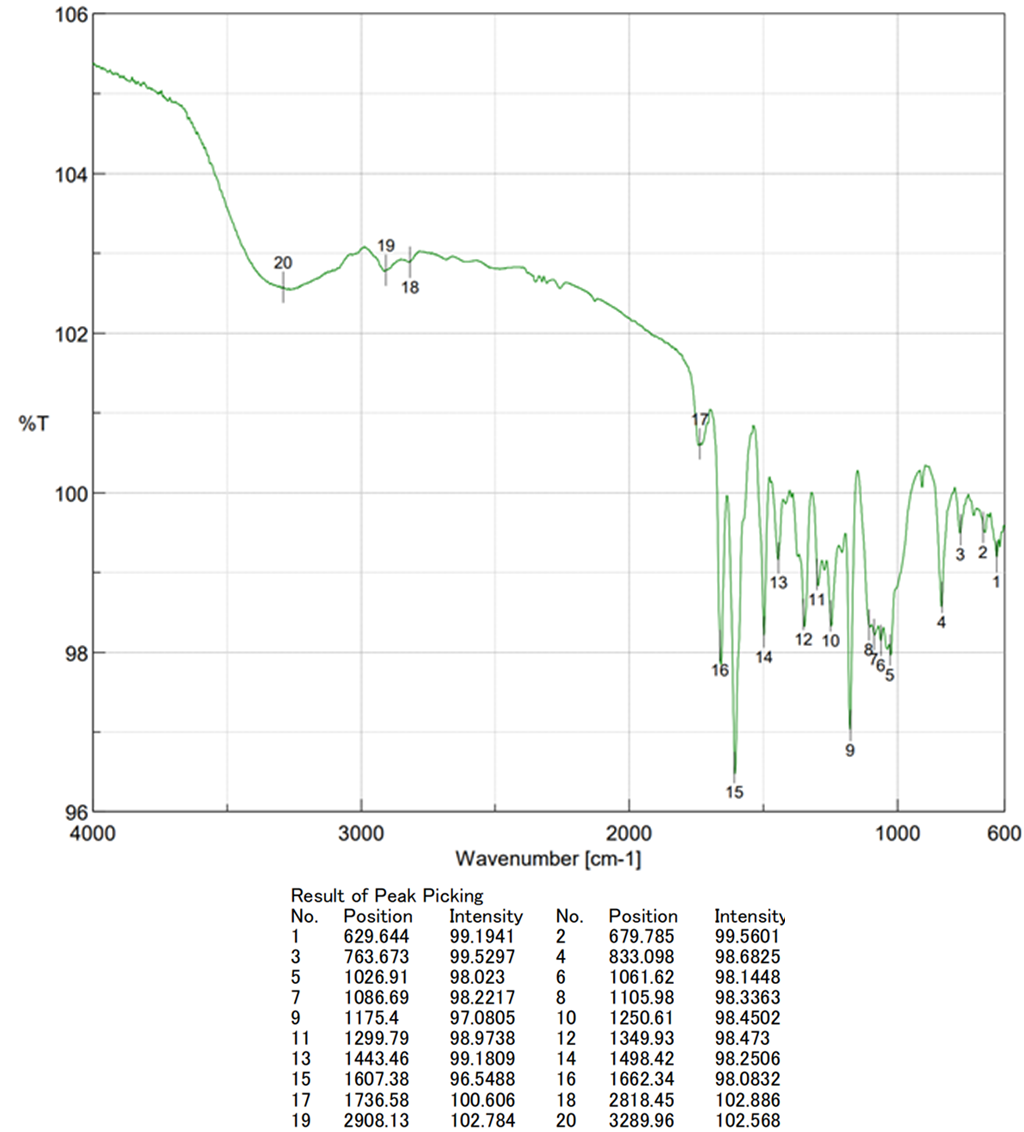 106
104
102
%T
100
98
96
20
19
18
17
16
15
14
13
12
11
10
9
8
7
6
5
4
3
2
1
4000 3000 2000 1000 600
Wavenumber [cm-1]
Result of Peak Picking
No. Position Intensity No. Position Intensity
1 629.644 99.1941 2 679.785 99.5601
3 763.673 99.5297 4 833.098 98.6825
5 1026.91 98.023 6 1061.62 98.1448
7 1086.69 98.2217 8 1105.98 98.3363
9 1175.4 97.0805 10 1250.61 98.4502
11 1299.79 98.9738 12 1349.93 98.473
13 1443.46 99.1809 14 1498.42 98.2506
15 1607.38 96.5488 16 1662.34 98.0832
17 1736.58 100.606 18 2818.45 102.886
19 2908.13 102.784 20 3289.96 102.568